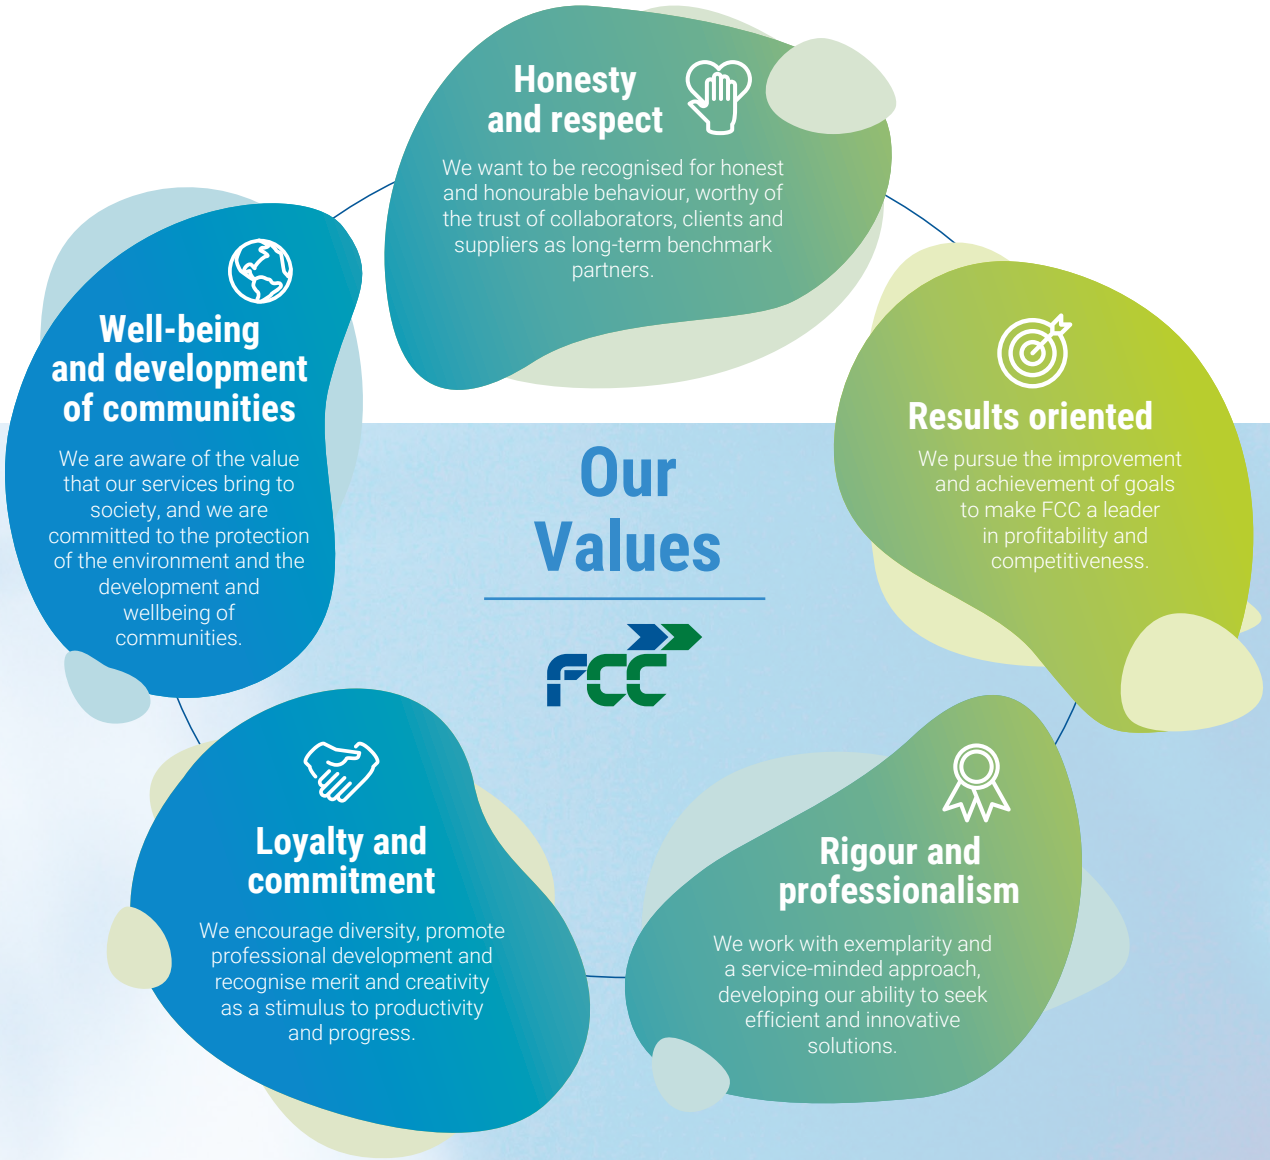 Honesty
and respect
We want to be recognised for honest
and honourable behaviour, worthy of
the trust of collaborators, clients and
suppliers as long-term benchmark
partners.
Well-being
and development
of communities
We are aware of the value
that our services bring to
society, and we are
committed to the protection
of the environment and the
development and
wellbeing of
communities.
Our
Values
FCC
Results oriented
We pursue the improvement
and achievement of goals
to make FCC a leader
in profitability and
competitiveness.
Loyalty and
commitment
We encourage diversity, promote
professional development and
recognise merit and creativity
as a stimulus to productivity
and progress.
Rigour and
professionalism
We work with exemplarity and
a service-minded approach,
developing our ability to seek
efficient and innovative
solutions.